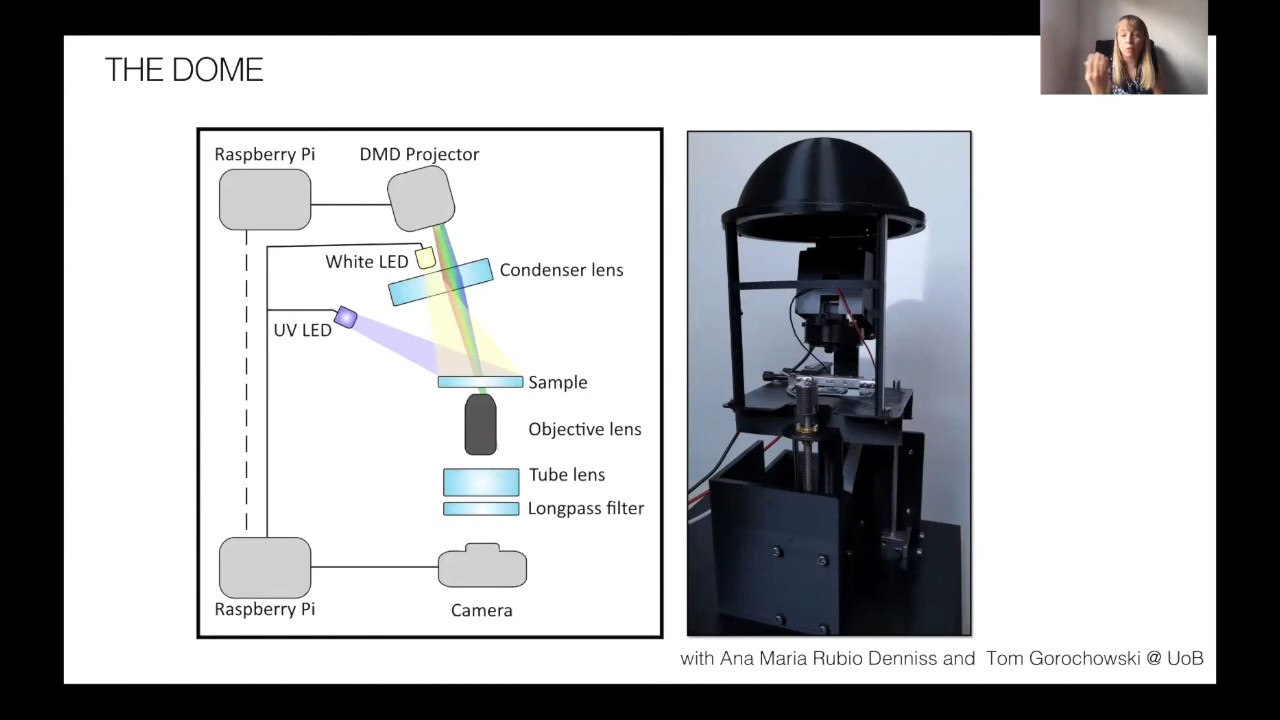 THE DOME
Raspberry Pi
DMD Projector
White LED
Condenser lens
UV LED
Sample
Objective lens
Tube lens
Longpass filter
Raspberry Pi
Camera
with Ana Maria Rubio Denniss and Tom Gorochowski @ UoB